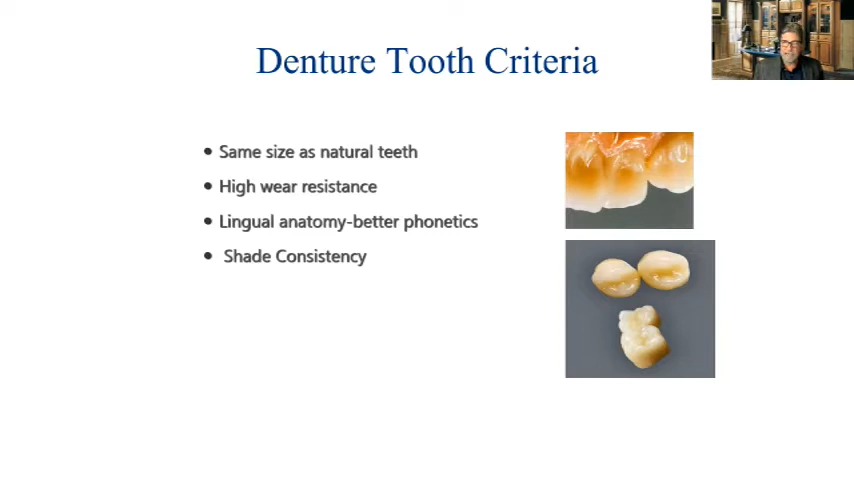 Denture Tooth Criteria
• Same size as natural teeth
• High wear resistance
• Lingual anatomy-better phonetics
• Shade Consistency